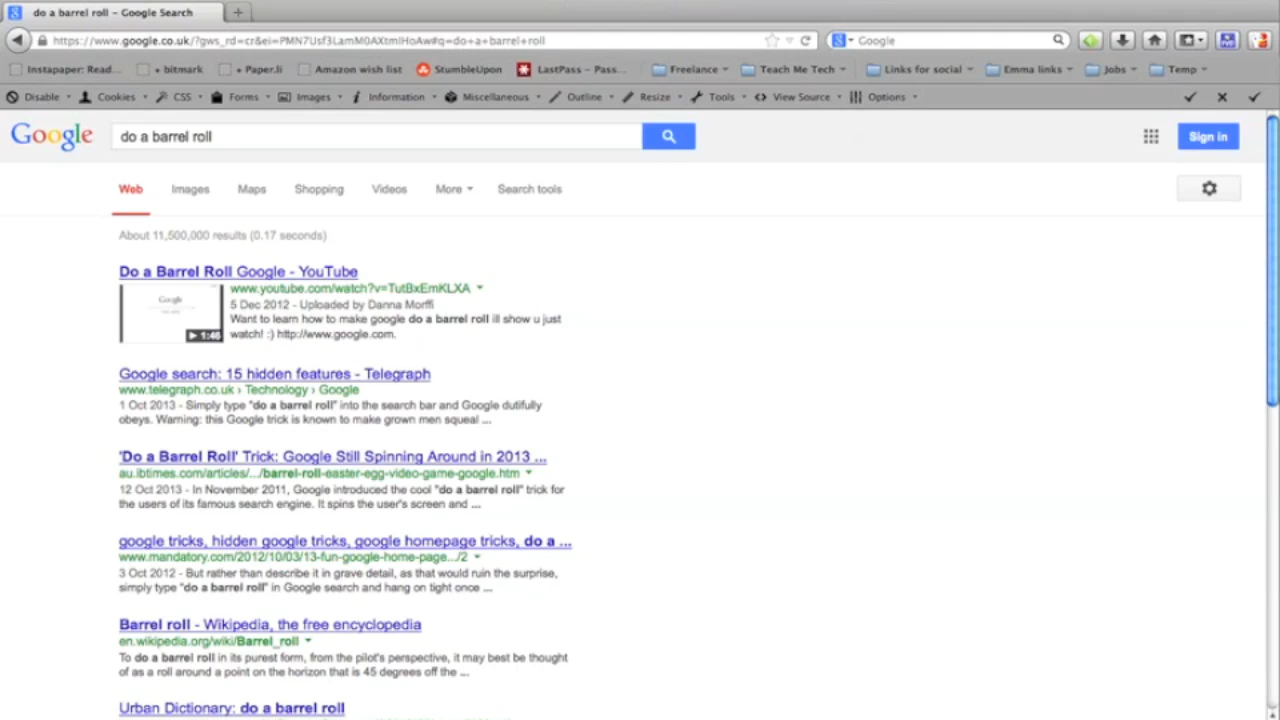 do a barrel roll - Google Search
https://www.google.co.uk/?gws_rd=cr&ei=PMN7Usf3LamM0AXtmIHoAw#q=do+a+barrel+roll
Google
Instapaper: Read... + bitmark + Paper.li Amazon wish list StumbleUpon LastPass - Pass... Freelance Teach Me Tech Links for social Emma links Jobs Temp
Disable Cookies CSS Forms Images Information Miscellaneous Outline Resize Tools View Source Options
Google do a barrel roll Sign in
Web Images Maps Shopping Videos More Search tools
About 11,500,000 results (0.17 seconds)
Do a Barrel Roll Google - YouTube
www.youtube.com/watch?v=TutBxEmKLXA
5 Dec 2012 - Uploaded by Danna Morffi
Want to learn how to make google do a barrel roll ill show u just
watch! :) http://www.google.com.
Google
1:46
Google search: 15 hidden features - Telegraph
www.telegraph.co.uk › Technology › Google
1 Oct 2013 - Simply type "do a barrel roll" into the search bar and Google dutifully
obeys. Warning: this Google trick is known to make grown men squeal ...
'Do a Barrel Roll' Trick: Google Still Spinning Around in 2013 ...
au.ibtimes.com/articles/.../barrel-roll-easter-egg-video-game-google.htm
12 Oct 2013 - In November 2011, Google introduced the cool "do a barrel roll" trick for
the users of its famous search engine. It spins the user's screen and ...
google tricks, hidden google tricks, google homepage tricks, do a ...
www.mandatory.com/2012/10/03/13-fun-google-home-page.../2
3 Oct 2012 - But rather than describe it in grave detail, as that would ruin the surprise,
simply type "do a barrel roll" in Google search and hang on tight once ...
Barrel roll - Wikipedia, the free encyclopedia
en.wikipedia.org/wiki/Barrel_roll
To do a barrel roll in its purest form, from the pilot's perspective, it may best be thought
of as a roll around a point on the horizon that is 45 degrees off the ...
Urban Dictionary: do a barrel roll